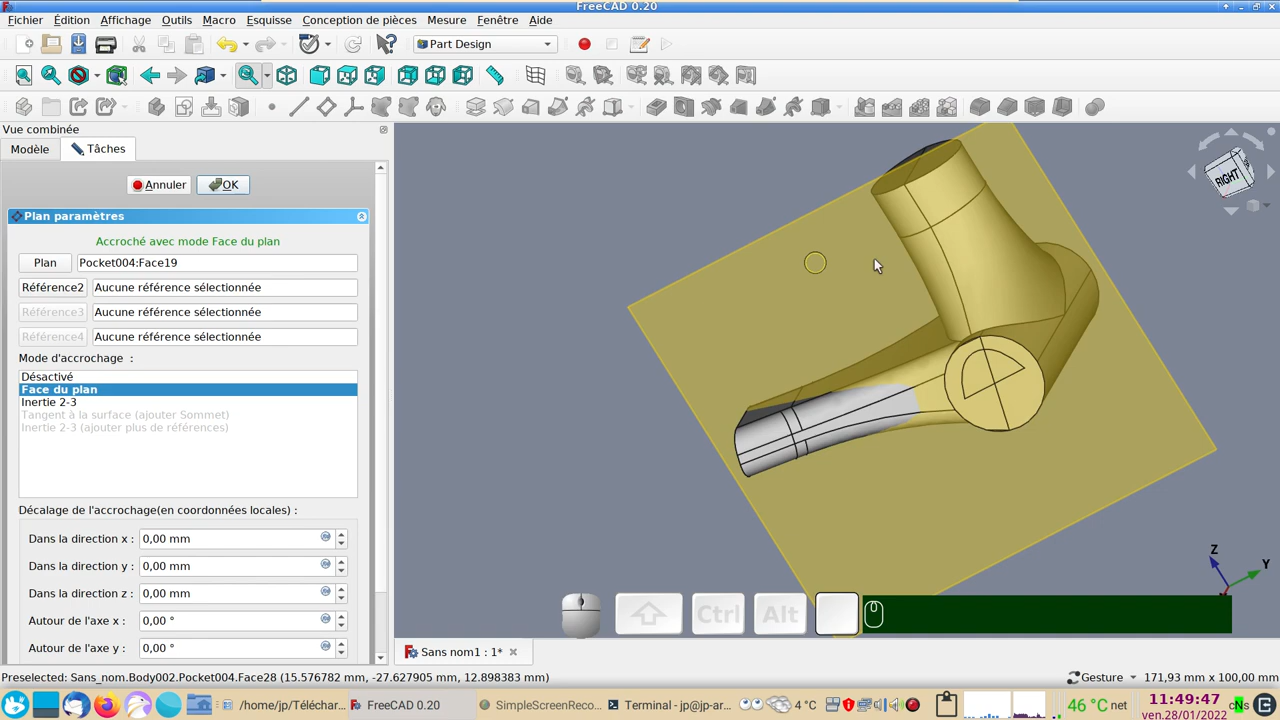 FreeCAD 0.20
Fichier Édition Affichage Outils Macro Esquisse Conception de pièces Mesure Fenêtre Aide
Part Design
Vue combinée
Modèle Tâches
Annuler OK
Plan paramètres
Accroché avec mode Face du plan
Plan Pocket004:Face19
Référence2 Aucune référence sélectionnée
Référence3 Aucune référence sélectionnée
Référence4 Aucune référence sélectionnée
Mode d'accrochage :
Désactivé
Face du plan
Inertie 2-3
Tangent à la surface (ajouter Sommet)
Inertie 2-3 (ajouter plus de références)
Décalage de l'accrochage(en coordonnées locales) :
Dans la direction x : 0,00 mm
Dans la direction y : 0,00 mm
Dans la direction z : 0,00 mm
Autour de l'axe x : 0,00 °
Autour de l'axe y : 0,00 °
RIGHT
Z
Y
Ctrl Alt
Sans nom1 : 1*
Preselected: Sans_nom.Body002.Pocket004.Face28 (15.576782 mm, -27.627905 mm, 12.898383 mm)
Gesture 171,93 mm x 100,00 mm
/home/jp/Téléchar... FreeCAD 0.20 SimpleScreenReco... Terminal - jp@jp-ar... 4 °C 46 °C net 11:49:47
ven.28/01/2022